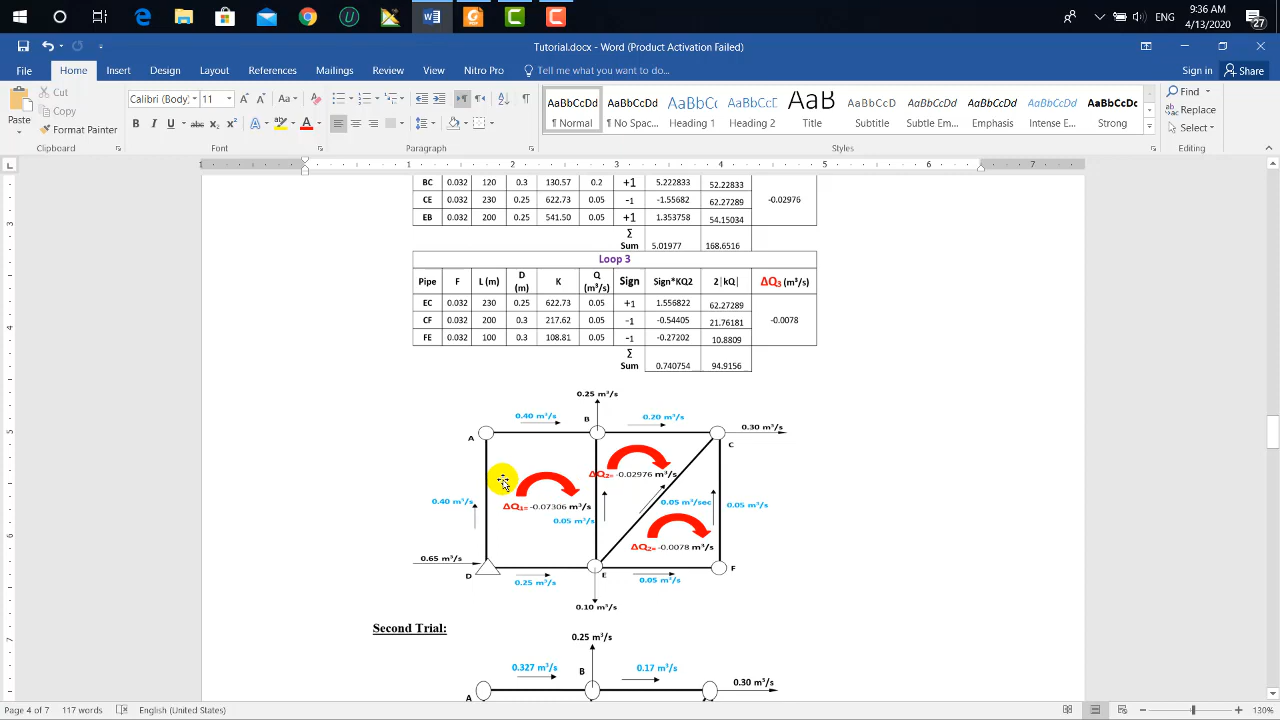 9:36 AM
ENG
4/13/2020
27
Tutorial.docx - Word (Product Activation Failed)
File Home Insert Design Layout References Mailings Review View Nitro Pro Tell me what you want to do... Sign in Share
Cut
Copy
Format Painter
Paste
Clipboard
Calibri (Body) 11
Font
Paragraph
AaBbCcDd AaBbCcDd AaBbCc AaBbCcD AaB AaBbCcD AaBbCcDd AaBbCcDd AaBbCcDd AaBbCcDc
¶ Normal ¶ No Spac... Heading 1 Heading 2 Title Subtitle Subtle Em... Emphasis Intense E... Strong
Styles
Find
Replace
Select
Editing
1 1 2 3 4 5 6 7
BC 0.032 120 0.3 130.57 0.2 +1 5.222833 52.22833
CE 0.032 230 0.25 622.73 0.05 -1 -1.55682 62.27289 -0.02976
EB 0.032 200 0.25 541.50 0.05 +1 1.353758 54.15034
Σ
Sum 5.01977 168.6516
Loop 3
Pipe F L (m) D (m) K Q (m³/s) Sign Sign*KQ2 2|kQ| ΔQ₃ (m³/s)
EC 0.032 230 0.25 622.73 0.05 +1 1.556822 62.27289
CF 0.032 200 0.3 217.62 0.05 -1 -0.54405 21.76181 -0.0078
FE 0.032 100 0.3 108.81 0.05 -1 -0.27202 10.8809
Σ
Sum 0.740754 94.9156
0.25 m³/s
0.40 m³/s B 0.20 m³/s
0.30 m³/s
A C
ΔQ₂= -0.02976 m³/s
0.40 m³/s ΔQ₁= -0.07306 m³/s 0.05 m³/sec 0.05 m³/s
0.05 m³/s
ΔQ₂= -0.0078 m³/s
0.65 m³/s
D E F
0.25 m³/s 0.05 m³/s
0.10 m³/s
Second Trial:
0.25 m³/s
0.327 m³/s B 0.17 m³/s
0.30 m³/s
A
Page 4 of 7 117 words English (United States) 130%